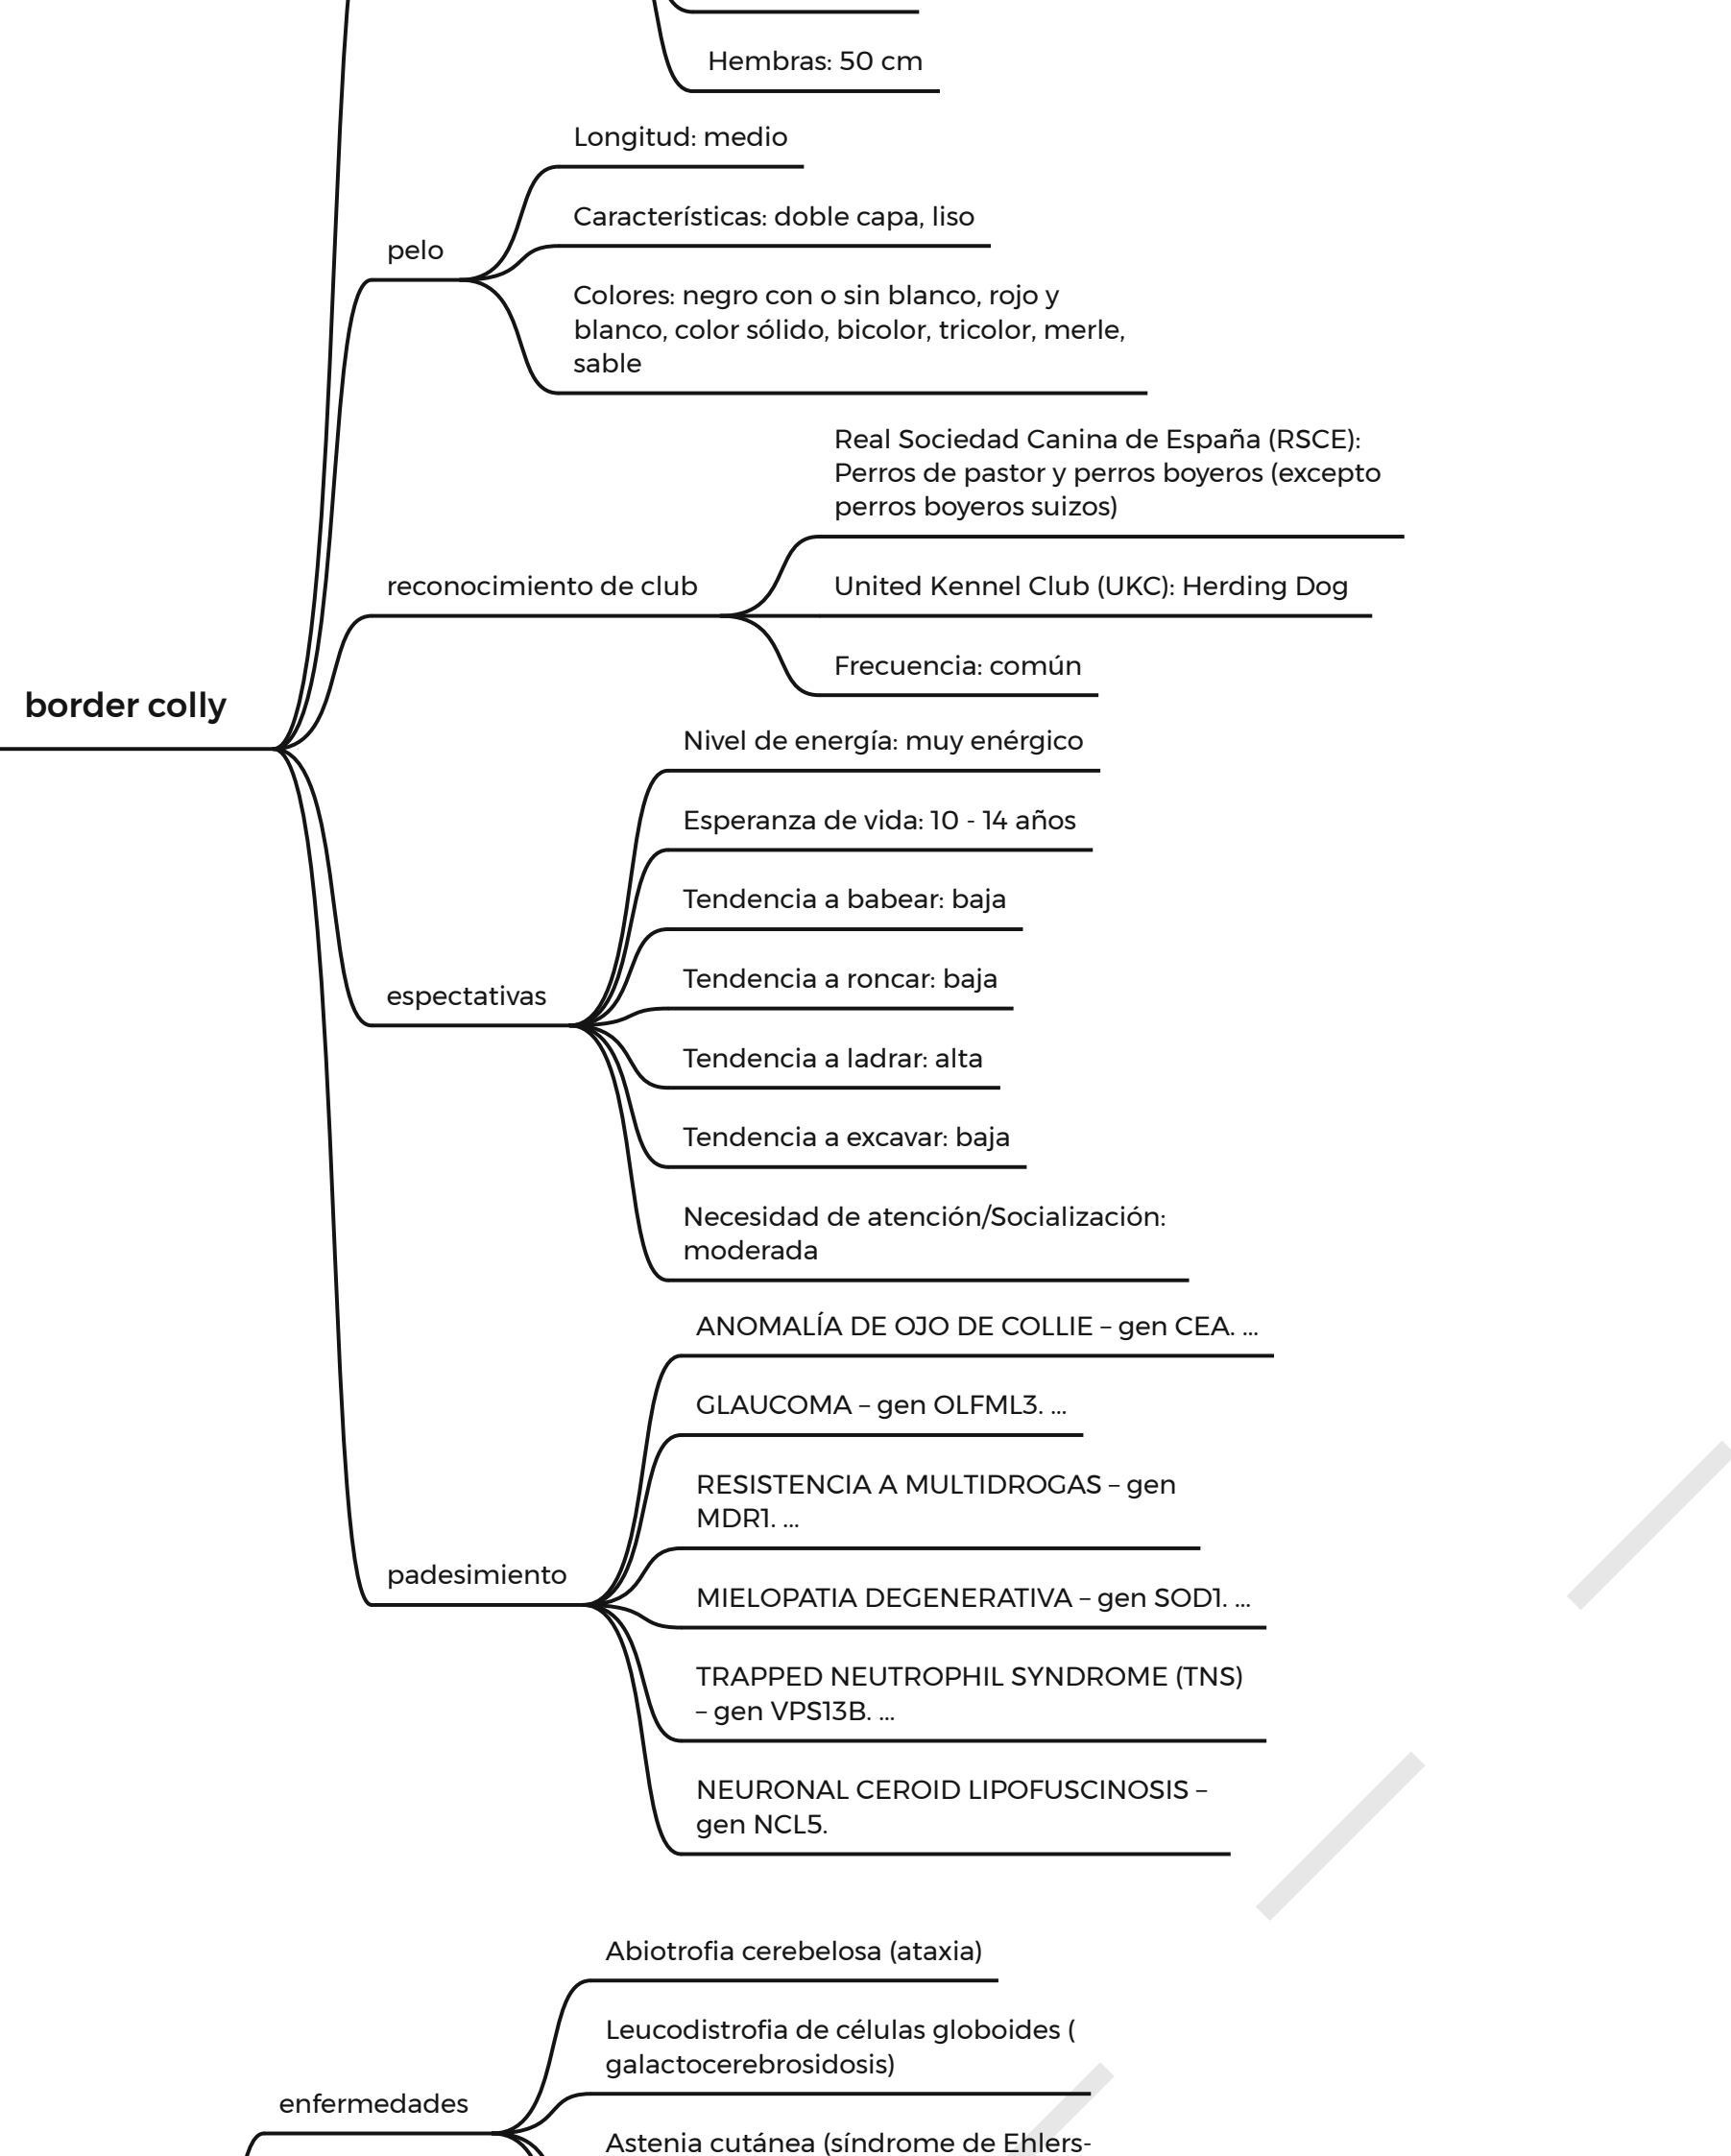 Hembras: 50 cm
Longitud: medio
Características: doble capa, liso
pelo
Colores: negro con o sin blanco, rojo y
blanco, color sólido, bicolor, tricolor, merle,
sable
Real Sociedad Canina de España (RSCE):
Perros de pastor y perros boyeros (excepto
perros boyeros suizos)
reconocimiento de club
United Kennel Club (UKC): Herding Dog
Frecuencia: común
border colly
Nivel de energía: muy enérgico
Esperanza de vida: 10 - 14 años
Tendencia a babear: baja
Tendencia a roncar: baja
espectativas
Tendencia a ladrar: alta
Tendencia a excavar: baja
Necesidad de atención/Socialización:
moderada
ANOMALÍA DE OJO DE COLLIE – gen CEA. ...
GLAUCOMA – gen OLFML3. ...
RESISTENCIA A MULTIDROGAS – gen
MDR1. ...
padesimiento
MIELOPATIA DEGENERATIVA – gen SOD1. ...
TRAPPED NEUTROPHIL SYNDROME (TNS)
– gen VPS13B. ...
NEURONAL CEROID LIPOFUSCINOSIS –
gen NCL5.
Abiotrofia cerebelosa (ataxia)
Leucodistrofia de células globoides (
galactocerebrosidosis)
enfermedades
Astenia cutánea (síndrome de Ehlers-